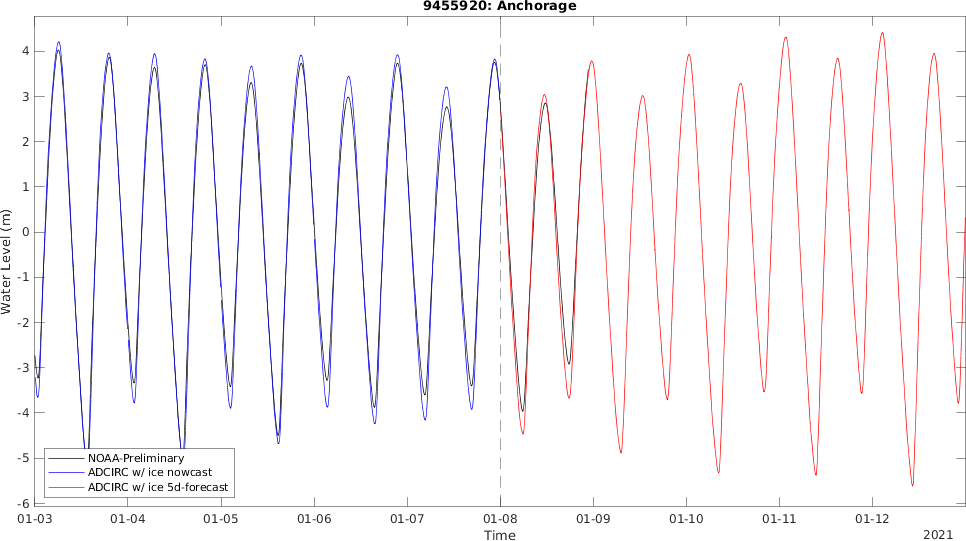 9455920: Anchorage
Water Level (m)
4
3
2
1
0
-1
-2
-3
-4
-5
-6
NOAA-Preliminary
ADCIRC w/ ice nowcast
ADCIRC w/ ice 5d-forecast
01-03 01-04 01-05 01-06 01-07 01-08 01-09 01-10 01-11 01-12
Time
2021